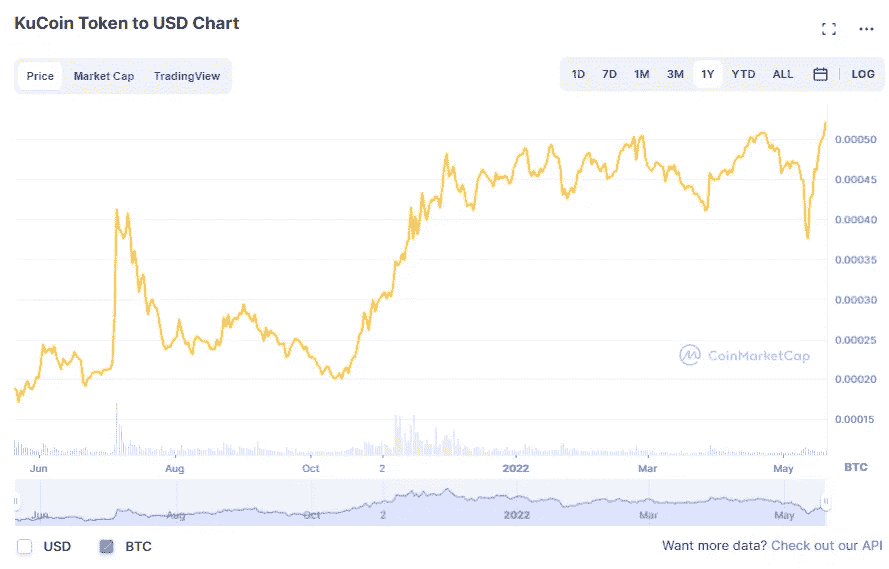 KuCoin Token to USD Chart
Price Market Cap TradingView
1D 7D 1M 3M 1Y YTD ALL LOG
0.00050
0.00045
0.00040
0.00035
0.00030
0.00025
0.00020
0.00015
CoinMarketCap
Jun Aug Oct 2 2022 Mar May BTC
Jun Aug Oct 2 2022 Mar May
USD BTC
Want more data? Check out our API